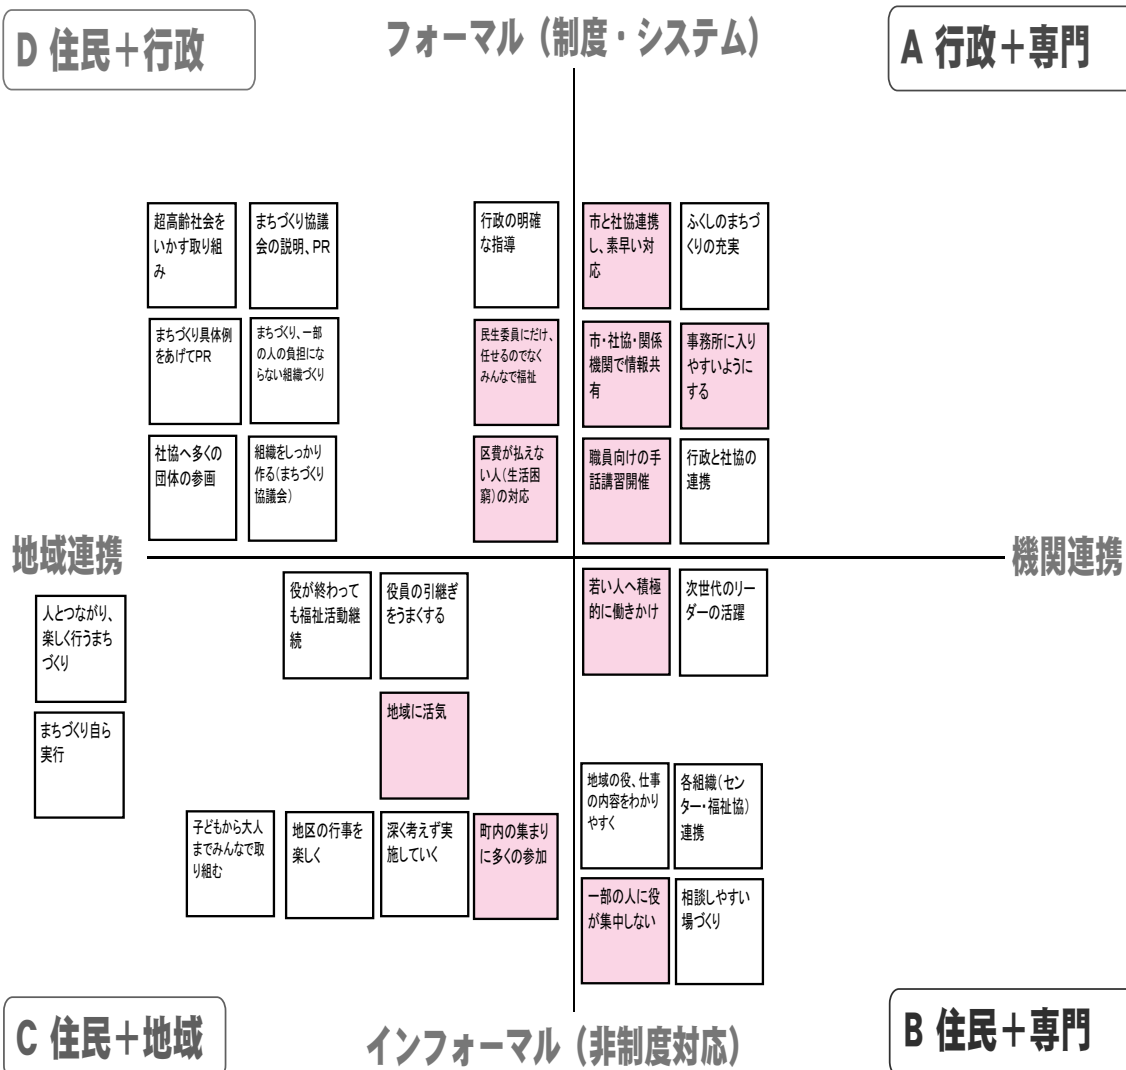 D 住民＋行政
フォーマル（制度・システム）
A 行政＋専門
超高齢社会を
いかす取り組
み
まちづくり協議
会の説明、PR
行政の明確
な指導
市と社協連携
し、素早い対
応
ふくしのまちづ
くりの充実
まちづくり具体例
をあげてPR
まちづくり、一部
の人の負担にな
らない組織づくり
民生委員にだけ、
任せるのでなく
みんなで福祉
市・社協・関係
機関で情報共
有
事務所に入り
やすいように
する
社協へ多くの
団体の参画
組織をしっかり
作る（まちづくり
協議会）
区費が払えな
い人（生活困
窮）の対応
職員向けの手
話講習開催
行政と社協の
連携
地域連携
機関連携
人とつながり、
楽しく行うまち
づくり
役が終わって
も福祉活動継
続
役員の引継ぎ
をうまくする
若い人へ積極
的に働きかけ
次世代のリー
ダーの活躍
まちづくり自ら
実行
地域に活気
地域の役、仕事
の内容をわかり
やすく
各組織（セン
ター・福祉協）
連携
子どもから大人
までみんなで取
り組む
地区の行事を
楽しく
深く考えず実
施していく
町内の集まり
に多くの参加
一部の人に役
が集中しない
相談しやすい
場づくり
C 住民＋地域
インフォーマル（非制度対応）
B 住民＋専門